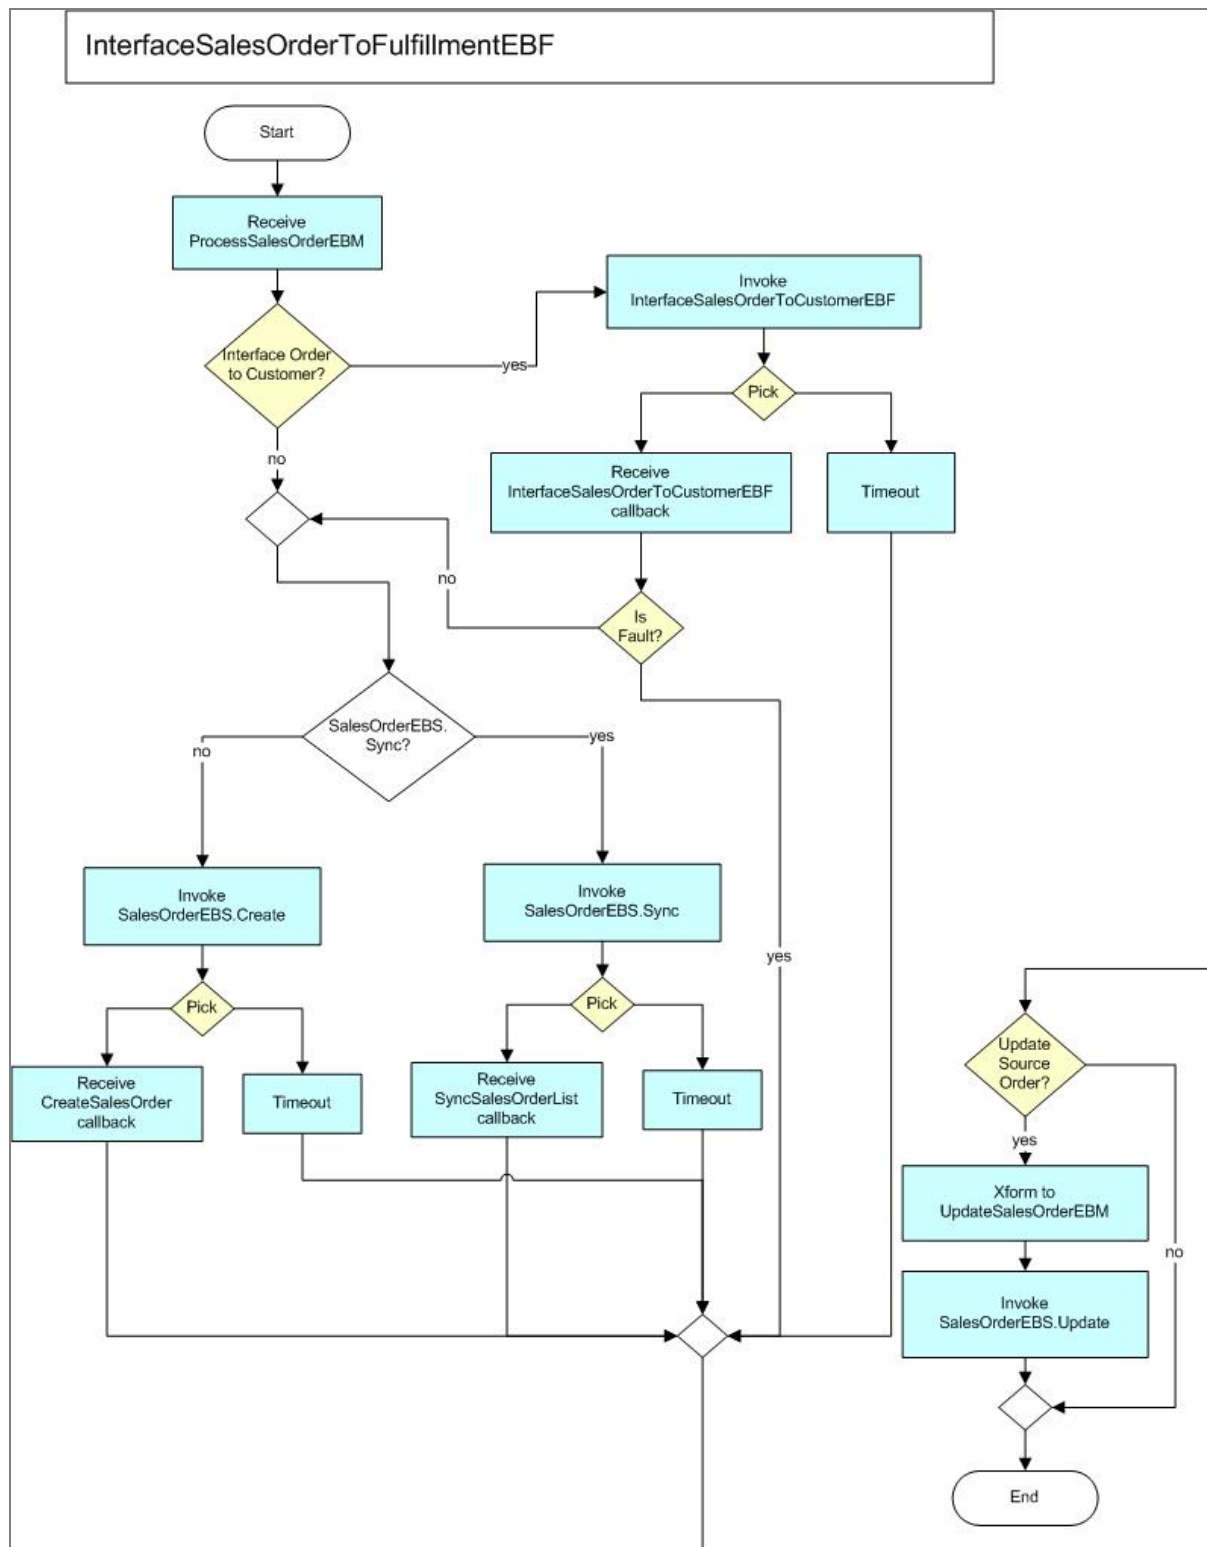 InterfaceSalesOrderToFulfillmentEBF
Start
Receive
ProcessSalesOrderEBM
Interface Order
to Customer?
yes
no
Invoke
InterfaceSalesOrderToCustomerEBF
Pick
Receive
InterfaceSalesOrderToCustomerEBF
callback
Timeout
Is
Fault?
no
yes
SalesOrderEBS.
Sync?
no
yes
Invoke
SalesOrderEBS.Create
Pick
Receive
CreateSalesOrder
callback
Timeout
Invoke
SalesOrderEBS.Sync
Pick
Receive
SyncSalesOrderList
callback
Timeout
Update
Source
Order?
yes
no
Xform to
UpdateSalesOrderEBM
Invoke
SalesOrderEBS.Update
End